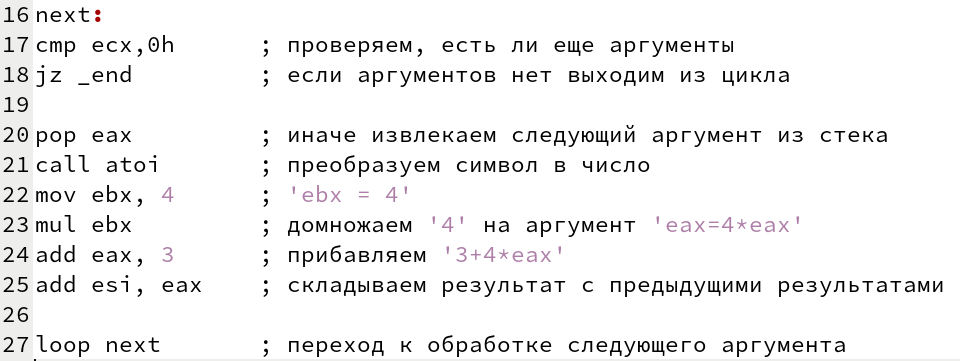 16 next:
17 cmp ecx,0h ; проверяем, есть ли еще аргументы
18 jz _end ; если аргументов нет выходим из цикла
19
20 pop eax ; иначе извлекаем следующий аргумент из стека
21 call atoi ; преобразуем символ в число
22 mov ebx, 4 ; 'ebx = 4'
23 mul ebx ; домножаем '4' на аргумент 'eax=4*eax'
24 add eax, 3 ; прибавляем '3+4*eax'
25 add esi, eax ; складываем результат с предыдущими результатами
26
27 loop next ; переход к обработке следующего аргумента